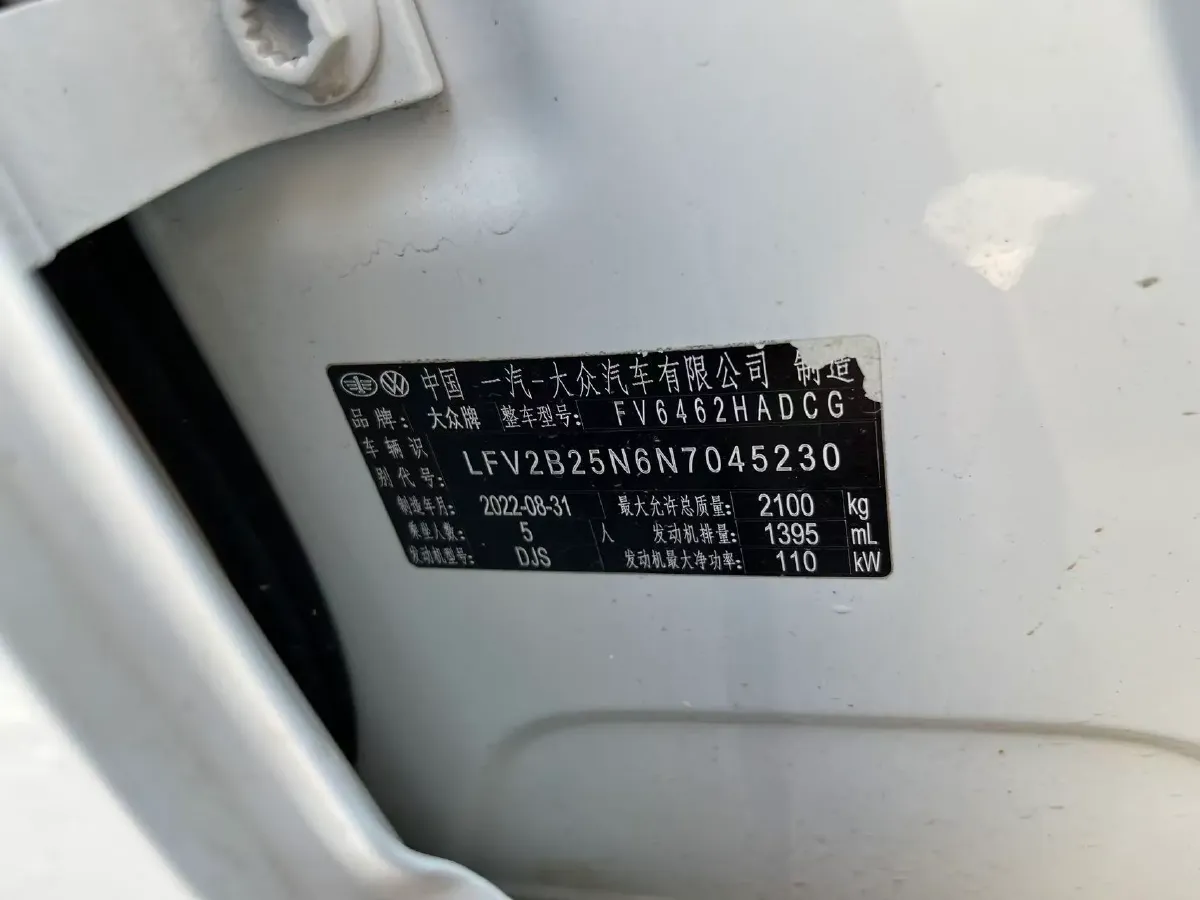 中国 一汽-大众汽车有限公司 制造
品牌: 大众牌 整车型号: FV6462HADCG
车辆识别代号: LFV2B25N6N7045230
制造年月: 2022-08-31 最大允许总质量: 2100 kg
乘坐人数: 5 人 发动机排量: 1395 mL
发动机型号: DJS 发动机最大净功率: 110 kW